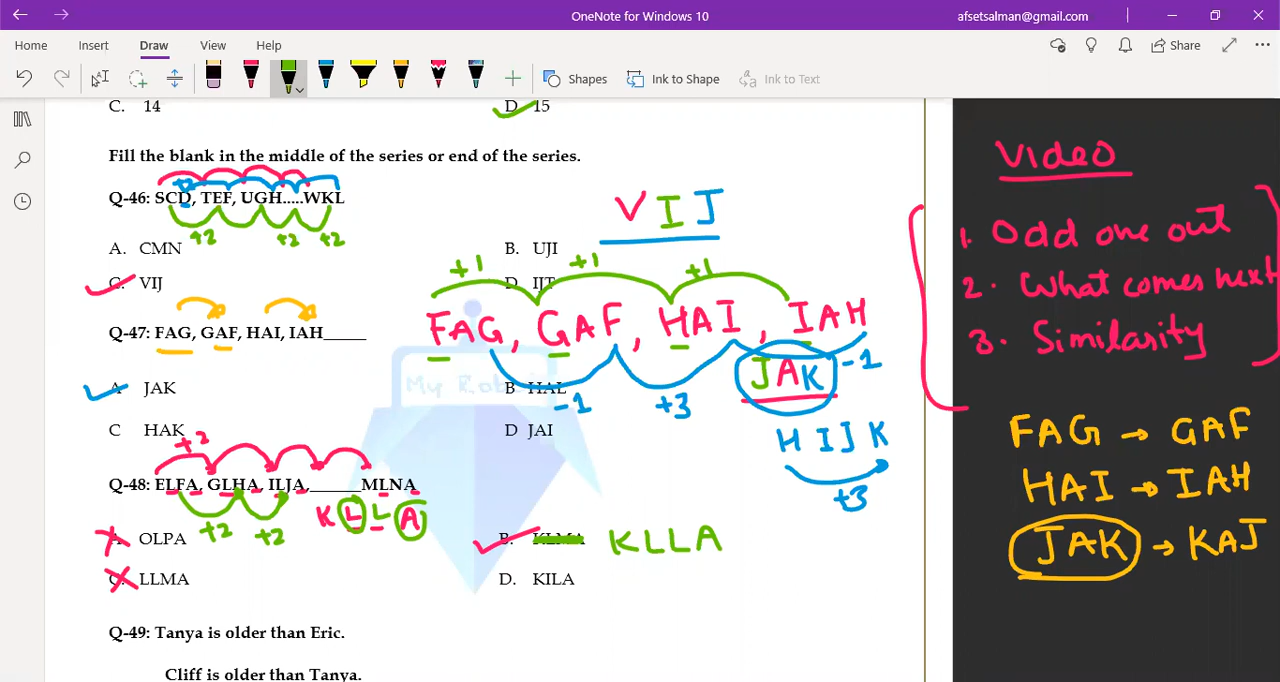 OneNote for Windows 10
afsetsalman@gmail.com
Home Insert Draw View Help
Share
Shapes Ink to Shape Ink to Text
C. 14 D. 15
Fill the blank in the middle of the series or end of the series.
Q-46: SCD, TEF, UGH....WKL
+2
+2 +2 +2
V I J
A. CMN B. UJI
C. VIJ D. IJT
+1 +1 +1
Q-47: FAG, GAF, HAI, IAH_____
FAG, GAF, HAI, IAH
JAK -1
A JAK B HAL
-1 +3
C HAK D JAI
H I J K
+3
+2
Q-48: ELFA, GLHA, ILJA, ______MLNA
+2 +2
K L L A
A. OLPA B. KLMA KLLA
C. LLMA D. KILA
Q-49: Tanya is older than Eric.
Cliff is older than Tanya.
Video
1. Odd one out
2. What comes next
3. Similarity
FAG → GAF
HAI → IAH
JAK → KAJ